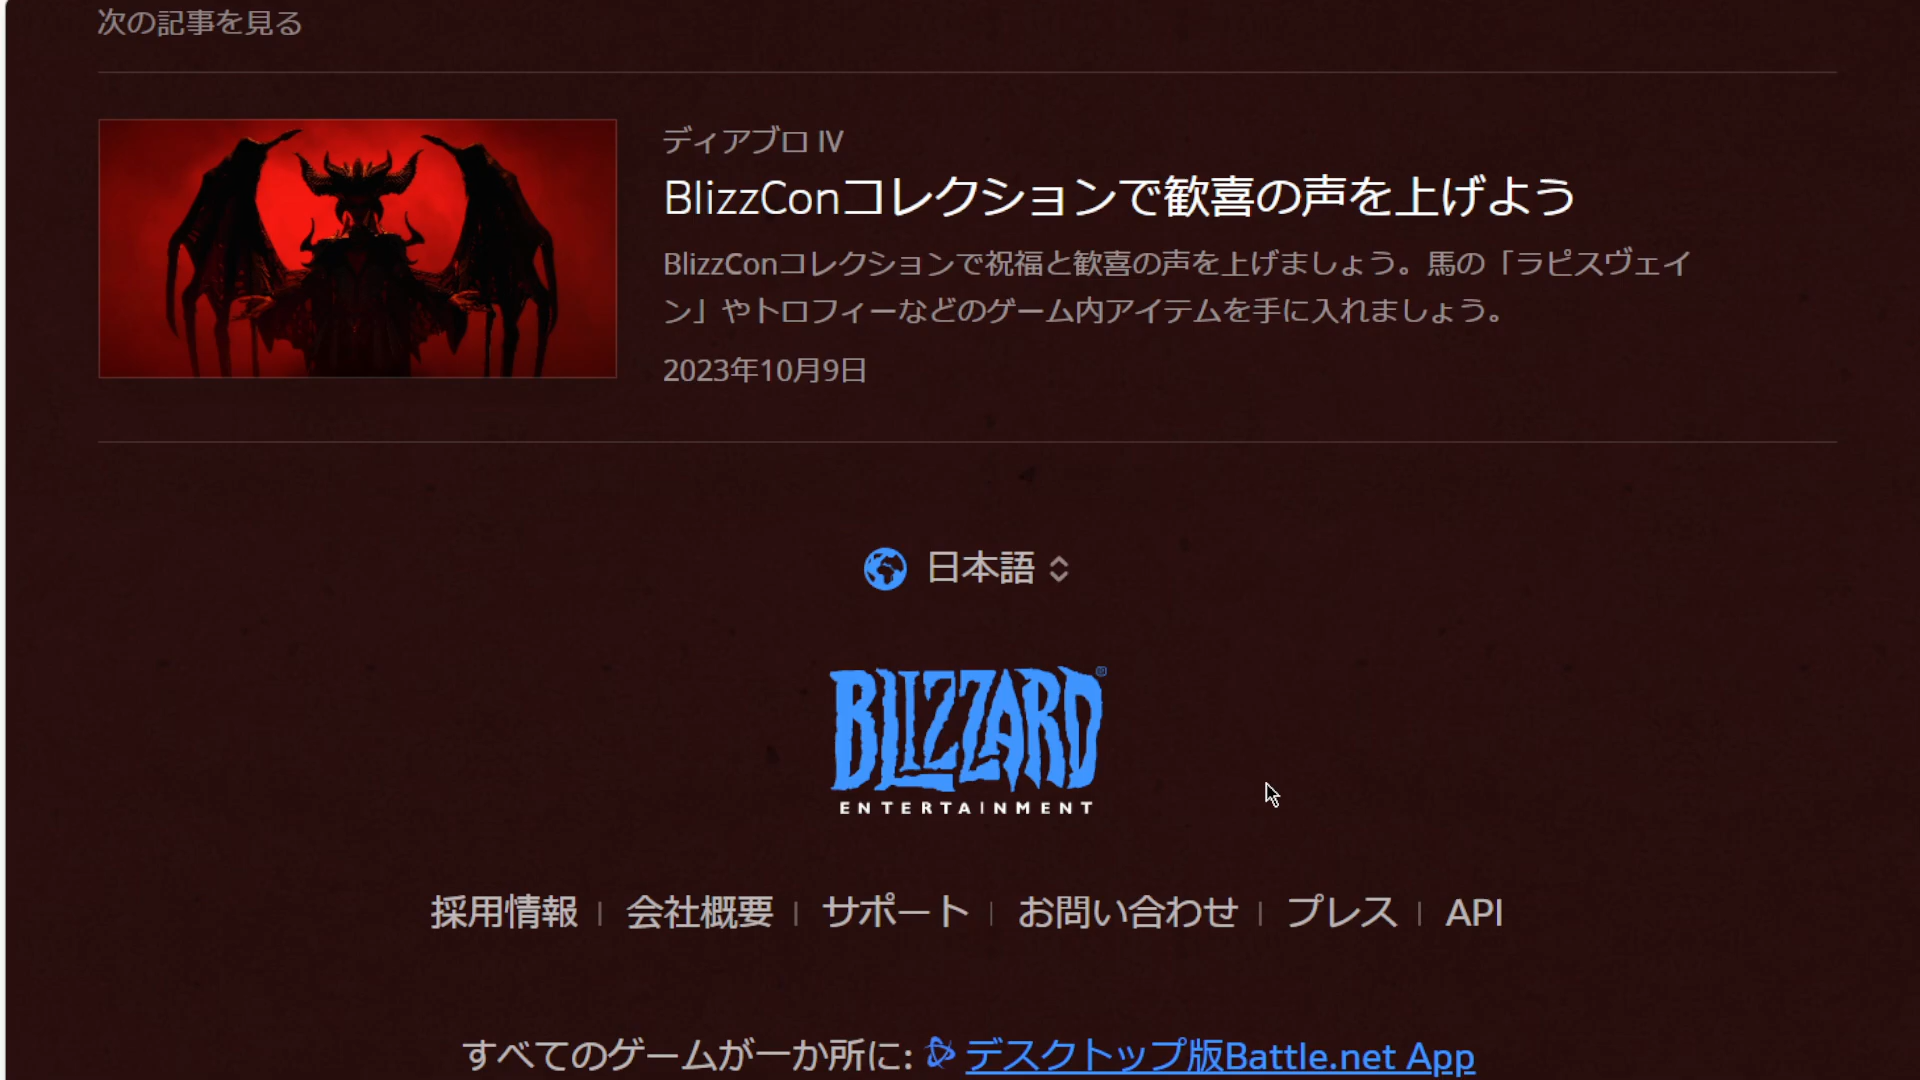 次の記事を見る
ディアブロ IV
BlizzConコレクションで歓喜の声を上げよう
BlizzConコレクションで祝福と歓喜の声を上げましょう。馬の「ラピスヴェイ
ン」やトロフィーなどのゲーム内アイテムを手に入れましょう。
2023年10月9日
日本語
BLIZZARD®
ENTERTAINMENT
採用情報 | 会社概要 | サポート | お問い合わせ | プレス | API
すべてのゲームが一か所に: デスクトップ版Battle.net App